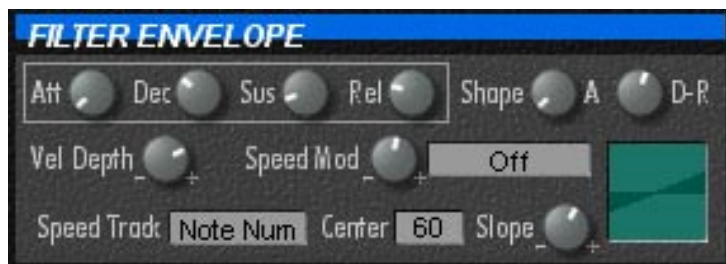 FILTER ENVELOPE
Att Dec Sus Rel Shape A D-R
Vel Depth - + Speed Mod - + Off
Speed Track Note Num Center 60 Slope - +